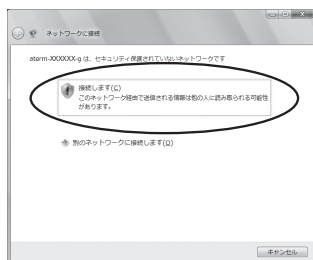 ネットワークに接続
aterm-XXXXXX-g は、セキュリティ保護されていないネットワークです
接続します(C)
このネットワーク経由で送信される情報は他の人に読み取られる可能性
があります。
別のネットワークに接続します(O)
キャンセル